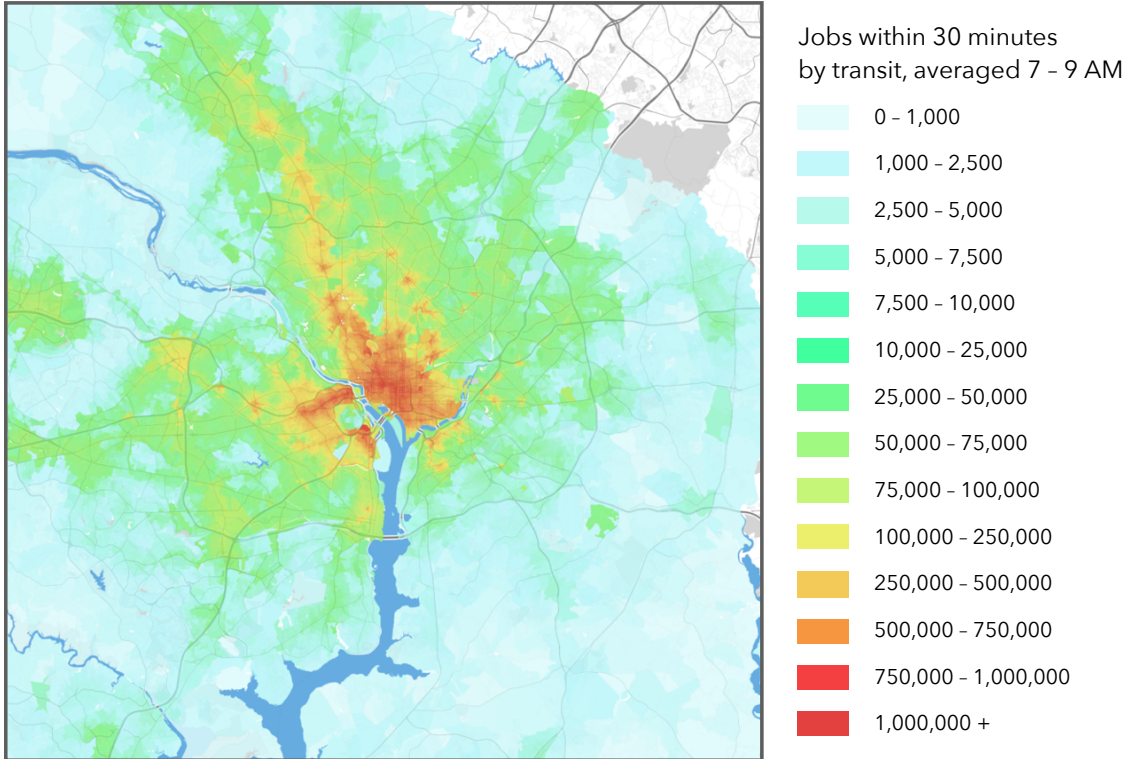 Jobs within 30 minutes
by transit, averaged 7 – 9 AM
0 – 1,000
1,000 – 2,500
2,500 – 5,000
5,000 – 7,500
7,500 – 10,000
10,000 – 25,000
25,000 – 50,000
50,000 – 75,000
75,000 – 100,000
100,000 – 250,000
250,000 – 500,000
500,000 – 750,000
750,000 – 1,000,000
1,000,000 +